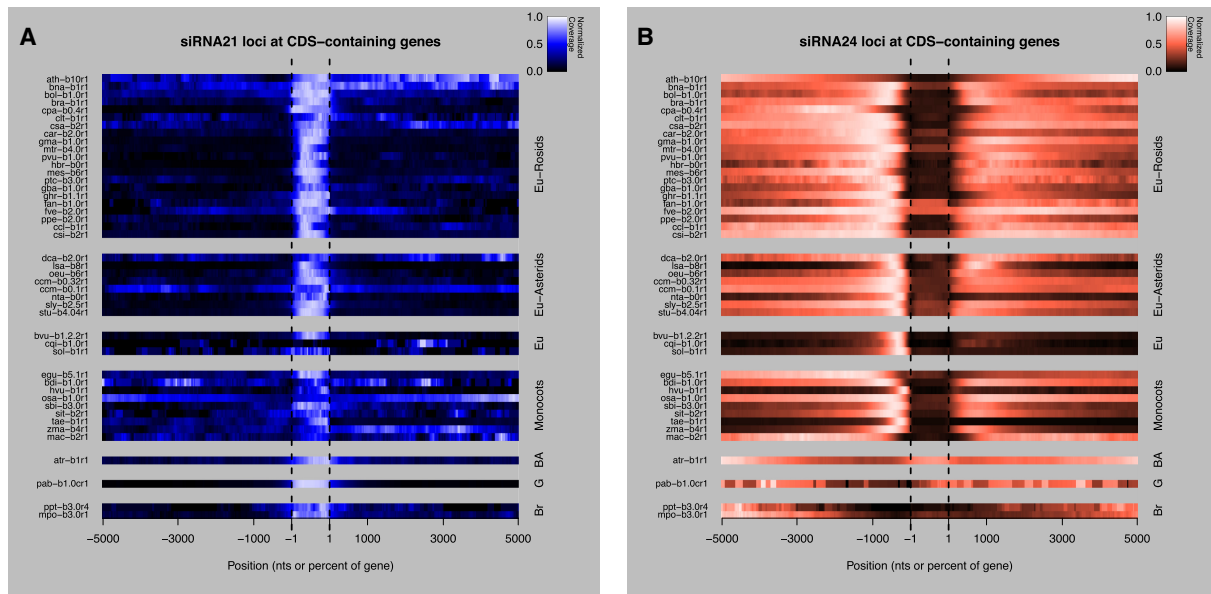 A
siRNA21 loci at CDS−containing genes
1.0
0.5
0.0
Normalized
Coverage
ath−b10r1
bna−b1r1
bol−b1.0r1
bra−b1r1
cpa−b0.4r1
clt−b1r1
csa−b2r1
car−b2.0r1
gma−b1.0r1
mtr−b4.0r1
pvu−b1.0r1
hbr−b0r1
mes−b6r1
ptc−b3.0r1
gba−b1.0r1
ghr−b1.1r1
fan−b1.0r1
fve−b2.0r1
ppe−b2.0r1
ccl−b1r1
csi−b2r1
Eu−Rosids
dca−b2.0r1
lsa−b8r1
oeu−b6r1
ccm−b0.32r1
ccm−b0.1r1
nta−b0r1
sly−b2.5r1
stu−b4.04r1
Eu−Asterids
bvu−b1.2.2r1
cqi−b1.0r1
sol−b1r1
Eu
egu−b5.1r1
bdi−b1.0r1
hvu−b1r1
osa−b1.0r1
sbi−b3.0r1
sit−b2r1
tae−b1r1
zma−b4r1
mac−b2r1
Monocots
atr−b1r1
BA
pab−b1.0cr1
G
ppt−b3.0r4
mpo−b3.0r1
Br
−5000 −3000 −1000 −1 1 1000 3000 5000
Position (nts or percent of gene)
B
siRNA24 loci at CDS−containing genes
1.0
0.5
0.0
Normalized
Coverage
ath−b10r1
bna−b1r1
bol−b1.0r1
bra−b1r1
cpa−b0.4r1
clt−b1r1
csa−b2r1
car−b2.0r1
gma−b1.0r1
mtr−b4.0r1
pvu−b1.0r1
hbr−b0r1
mes−b6r1
ptc−b3.0r1
gba−b1.0r1
ghr−b1.1r1
fan−b1.0r1
fve−b2.0r1
ppe−b2.0r1
ccl−b1r1
csi−b2r1
Eu−Rosids
dca−b2.0r1
lsa−b8r1
oeu−b6r1
ccm−b0.32r1
ccm−b0.1r1
nta−b0r1
sly−b2.5r1
stu−b4.04r1
Eu−Asterids
bvu−b1.2.2r1
cqi−b1.0r1
sol−b1r1
Eu
egu−b5.1r1
bdi−b1.0r1
hvu−b1r1
osa−b1.0r1
sbi−b3.0r1
sit−b2r1
tae−b1r1
zma−b4r1
mac−b2r1
Monocots
atr−b1r1
BA
pab−b1.0cr1
G
ppt−b3.0r4
mpo−b3.0r1
Br
−5000 −3000 −1000 −1 1 1000 3000 5000
Position (nts or percent of gene)